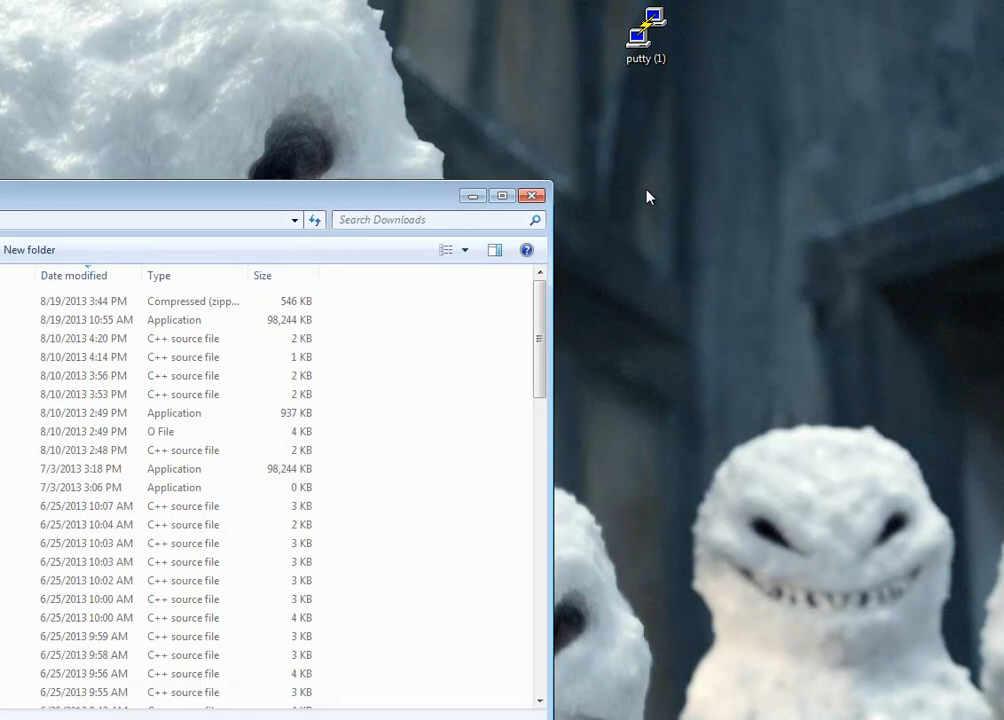 putty (1)
Search Downloads
New folder
Date modified Type Size
8/19/2013 3:44 PM Compressed (zipp... 546 KB
8/19/2013 10:55 AM Application 98,244 KB
8/10/2013 4:20 PM C++ source file 2 KB
8/10/2013 4:14 PM C++ source file 1 KB
8/10/2013 3:56 PM C++ source file 2 KB
8/10/2013 3:53 PM C++ source file 2 KB
8/10/2013 2:49 PM Application 937 KB
8/10/2013 2:49 PM O File 4 KB
8/10/2013 2:48 PM C++ source file 2 KB
7/3/2013 3:18 PM Application 98,244 KB
7/3/2013 3:06 PM Application 0 KB
6/25/2013 10:07 AM C++ source file 3 KB
6/25/2013 10:04 AM C++ source file 2 KB
6/25/2013 10:03 AM C++ source file 3 KB
6/25/2013 10:03 AM C++ source file 3 KB
6/25/2013 10:02 AM C++ source file 3 KB
6/25/2013 10:00 AM C++ source file 3 KB
6/25/2013 10:00 AM C++ source file 4 KB
6/25/2013 9:59 AM C++ source file 3 KB
6/25/2013 9:58 AM C++ source file 3 KB
6/25/2013 9:56 AM C++ source file 4 KB
6/25/2013 9:55 AM C++ source file 3 KB